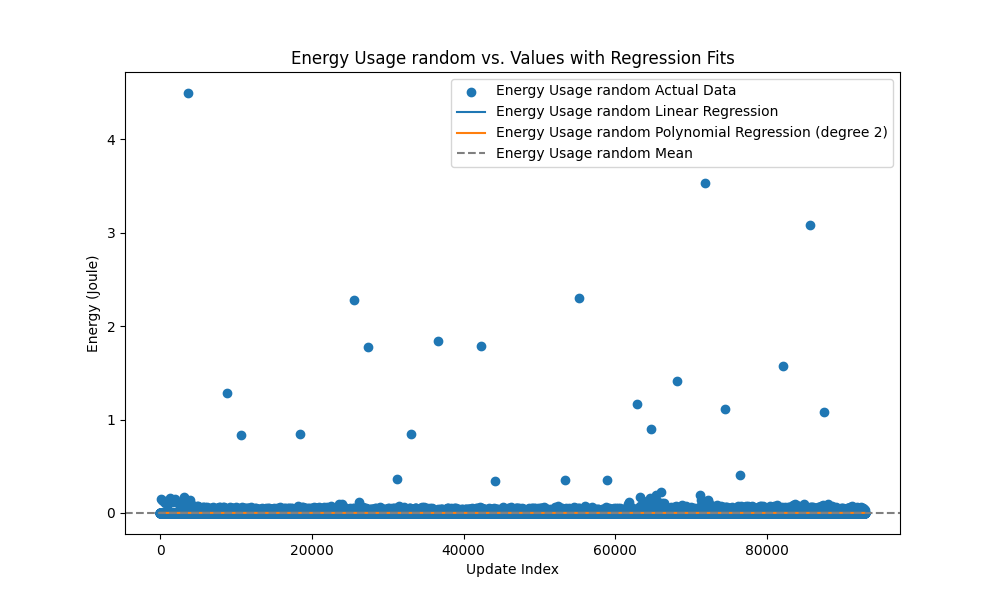 Energy Usage random vs. Values with Regression Fits
Energy Usage random Actual Data
Energy Usage random Linear Regression
Energy Usage random Polynomial Regression (degree 2)
Energy Usage random Mean
Energy (Joule)
4
3
2
1
0
0 20000 40000 60000 80000
Update Index